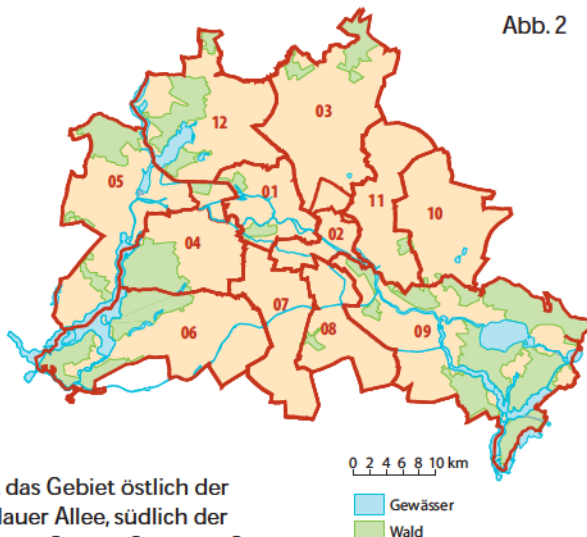 Abb. 2
03
12
01
05
11
10
02
04
07
06
08
09
0 2 4 6 8 10 km
das Gebiet östlich der
lauer Allee, südlich der
Gewässer
Wald